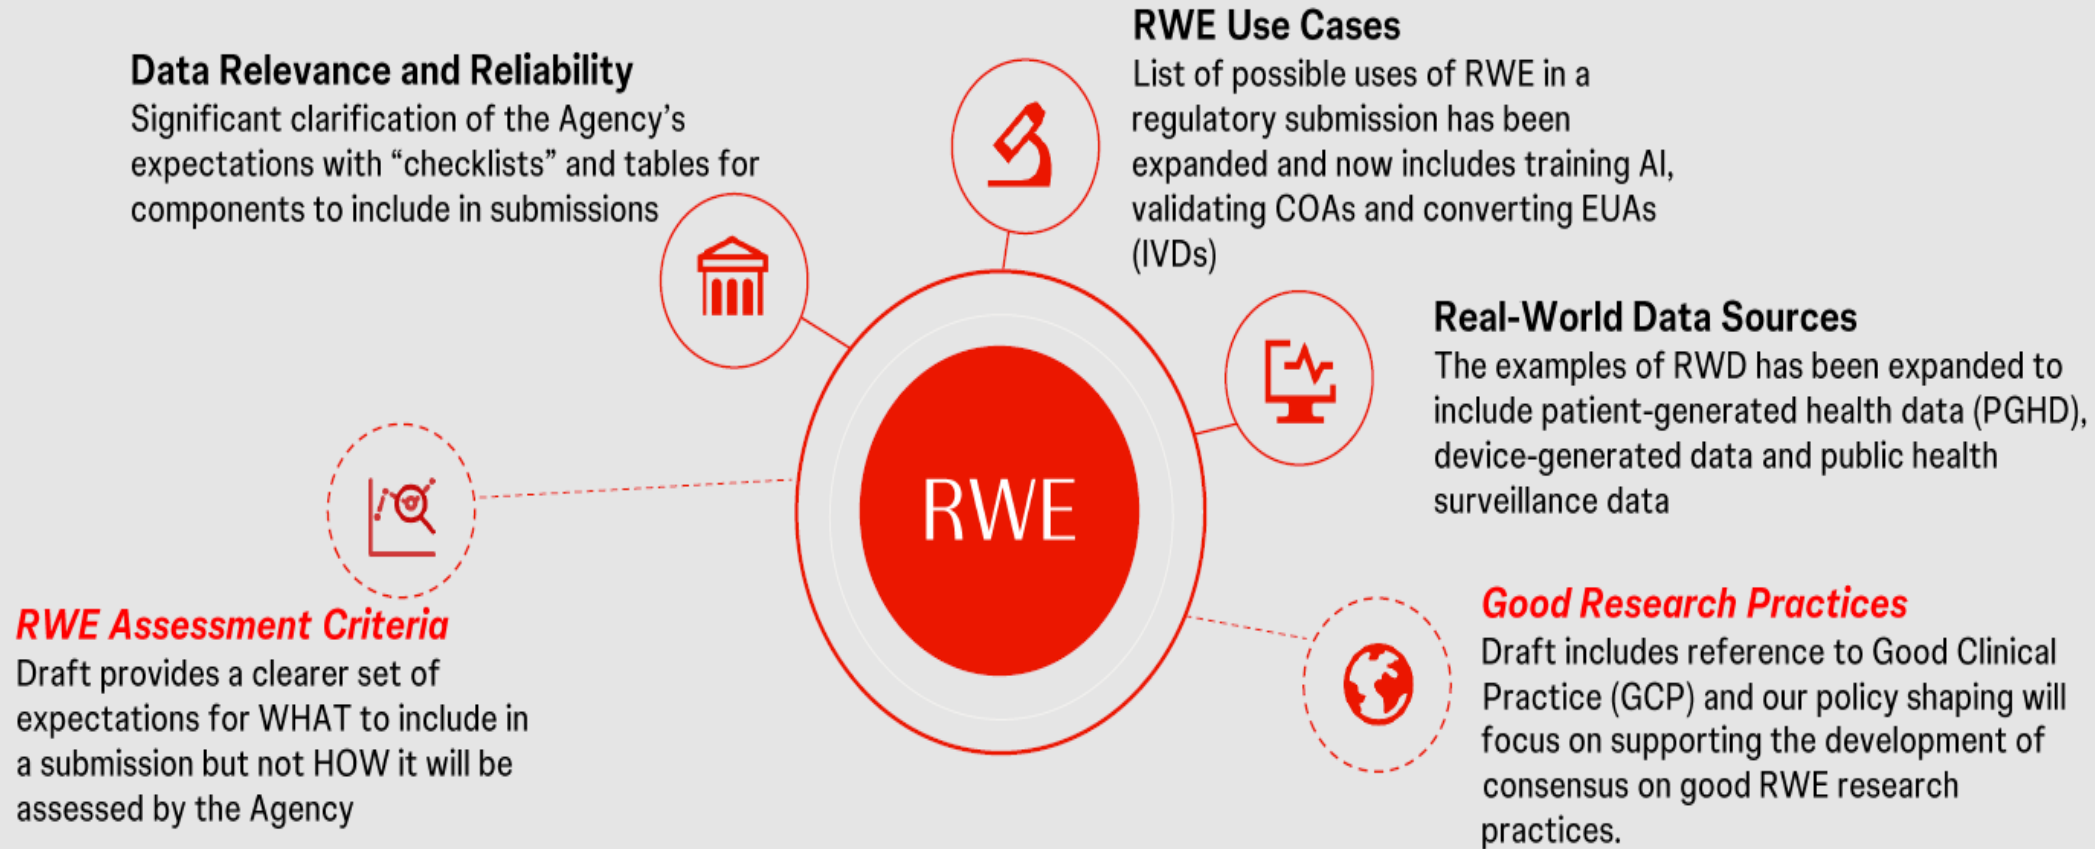 Data Relevance and Reliability
Significant clarification of the Agency’s
expectations with “checklists” and tables for
components to include in submissions
RWE Use Cases
List of possible uses of RWE in a
regulatory submission has been
expanded and now includes training AI,
validating COAs and converting EUAs
(IVDs)
Real-World Data Sources
The examples of RWD has been expanded to
include patient-generated health data (PGHD),
device-generated data and public health
surveillance data
RWE
RWE Assessment Criteria
Draft provides a clearer set of
expectations for WHAT to include in
a submission but not HOW it will be
assessed by the Agency
Good Research Practices
Draft includes reference to Good Clinical
Practice (GCP) and our policy shaping will
focus on supporting the development of
consensus on good RWE research
practices.